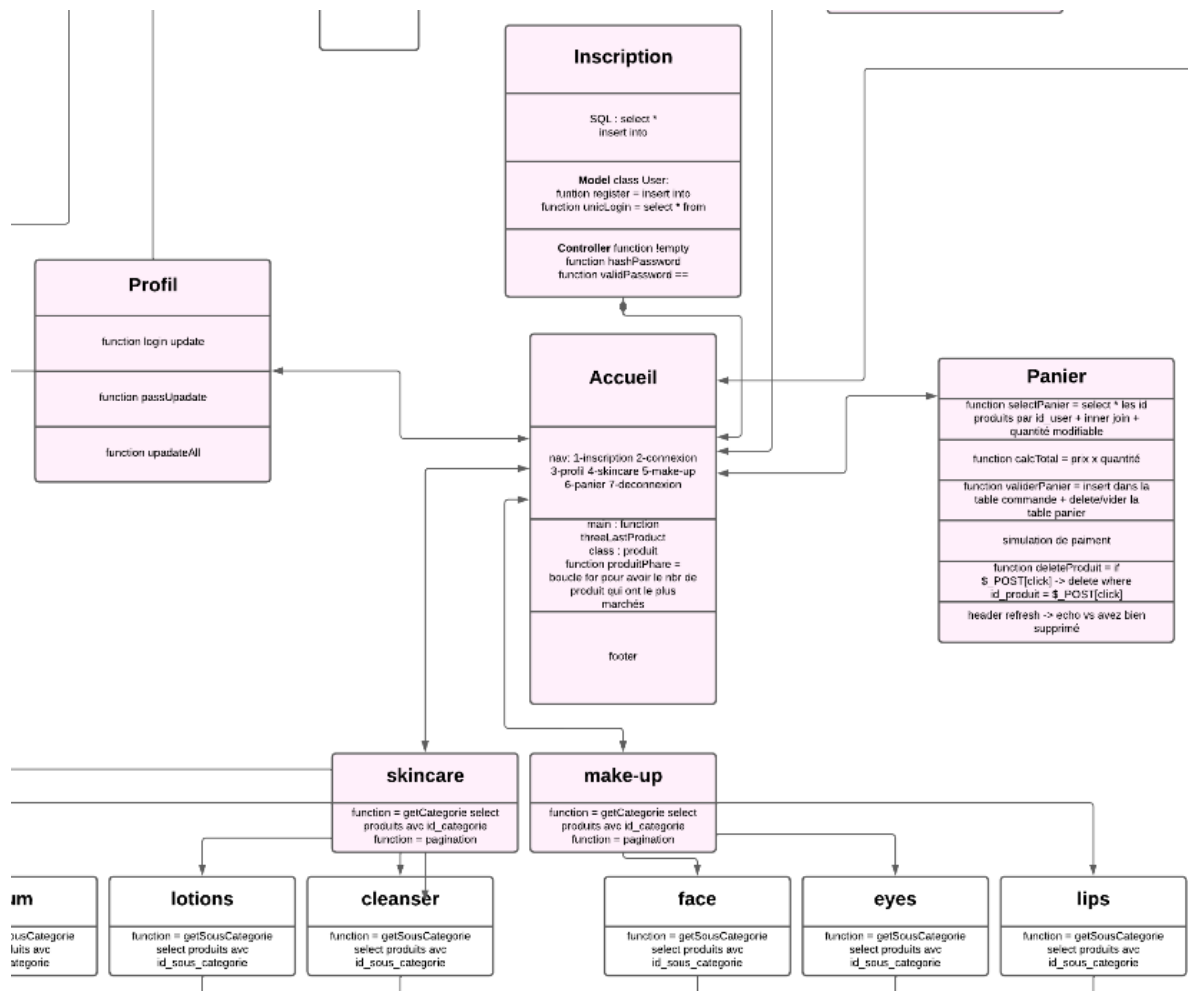 Inscription
SQL : select *
insert into
Model class User:
funtion register = insert into
function unicLogin = select * from
Controller function !empty
function hashPassword
function validPassword ==
Profil
function login update
function passUpadate
function upadateAll
Accueil
nav: 1-inscription 2-connexion
3-profil 4-skincare 5-make-up
6-panier 7-deconnexion
main : function
threeLastProduct
class : produit
function produitPhare =
boucle for pour avoir le nbr de
produit qui ont le plus
marchés
footer
Panier
function selectPanier = select * les id
produits par id_user + inner join +
quantité modifiable
function calcTotal = prix x quantité
function validerPanier = insert dans la
table commande + delete/vider la
table panier
simulation de paiment
function deleteProduit = if
$_POST[click] -> delete where
id_produit = $_POST[click]
header refresh -> echo vs avez bien
supprimé
skincare
function = getCategorie select
produits avc id_categorie
function = pagination
make-up
function = getCategorie select
produits avc id_categorie
function = pagination
um
ousCategorie
duits avc
ategorie
lotions
function = getSousCategorie
select produits avc
id_sous_categorie
cleanser
function = getSousCategorie
select produits avc
id_sous_categorie
face
function = getSousCategorie
select produits avc
id_sous_categorie
eyes
function = getSousCategorie
select produits avc
id_sous_categorie
lips
function = getSousCategorie
select produits avc
id_sous_categorie